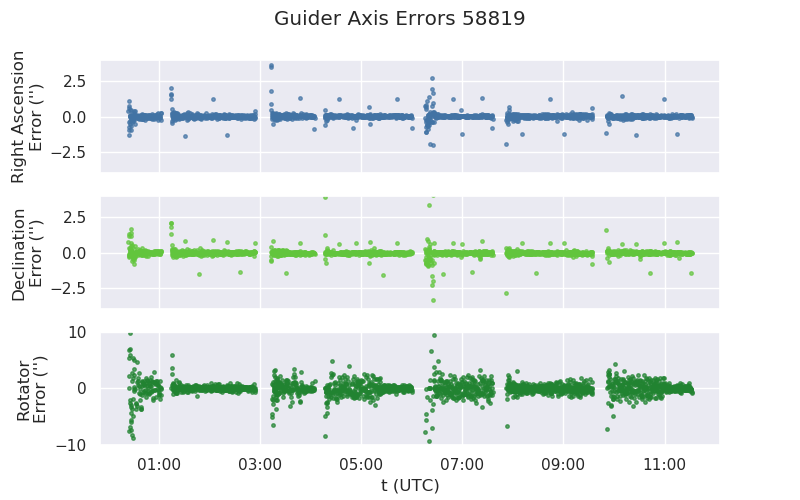 Guider Axis Errors 58819
Right Ascension
Error ('')
2.5
0.0
−2.5
Declination
Error ('')
2.5
0.0
−2.5
Rotator
Error ('')
10
0
−10
01:00 03:00 05:00 07:00 09:00 11:00
t (UTC)